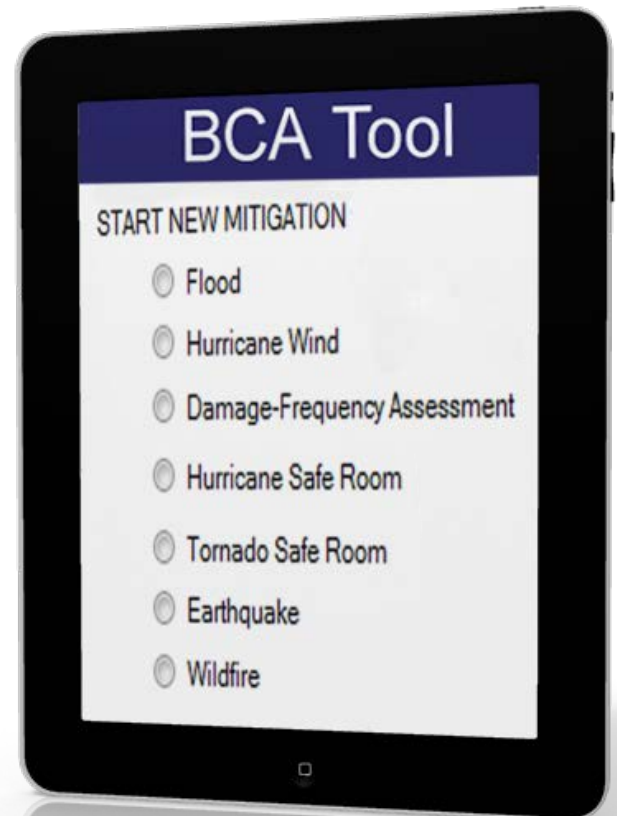 BCA Tool
START NEW MITIGATION
Flood
Hurricane Wind
Damage-Frequency Assessment
Hurricane Safe Room
Tornado Safe Room
Earthquake
Wildfire